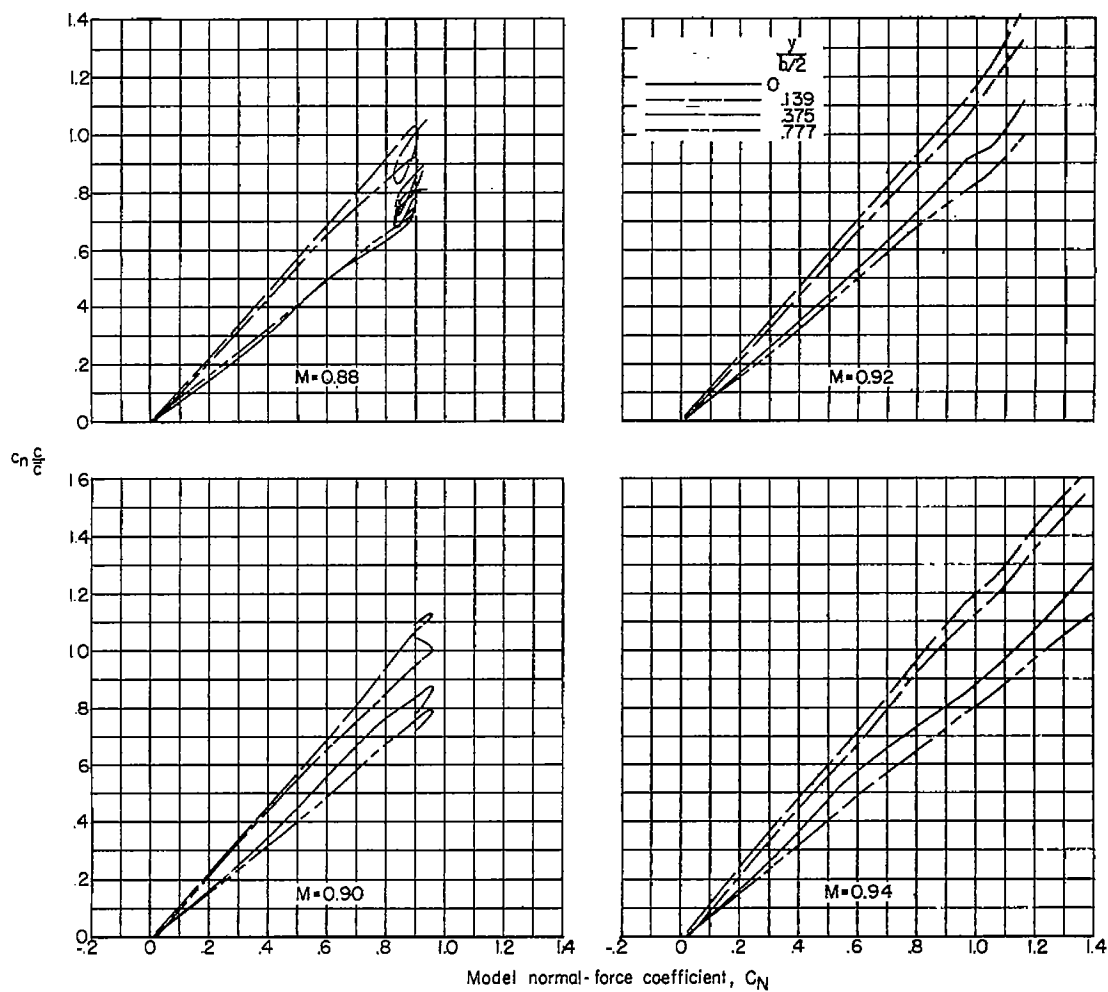 1.4
1.2
1.0
.8
.6
.4
.2
0
M=0.88
y
b/2
0
.139
.375
.777
M=0.92
cn c/c̄
1.6
1.4
1.2
1.0
.8
.6
.4
.2
0
M=0.90
M=0.94
-.2 0 .2 .4 .6 .8 1.0 1.2 1.4
-.2 0 .2 .4 .6 .8 1.0 1.2 1.4
Model normal-force coefficient, CN